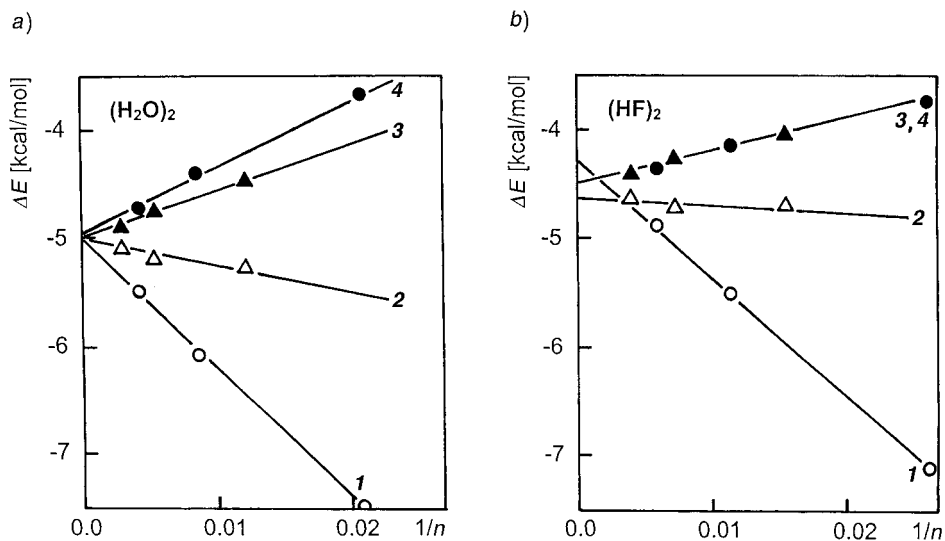 a)
ΔE [kcal/mol]
(H₂O)₂
-4
-5
-6
-7
4
3
2
1
0.0 0.01 0.02 1/n
b)
ΔE [kcal/mol]
(HF)₂
-4
-5
-6
-7
3,4
2
1
0.0 0.01 0.02 1/n